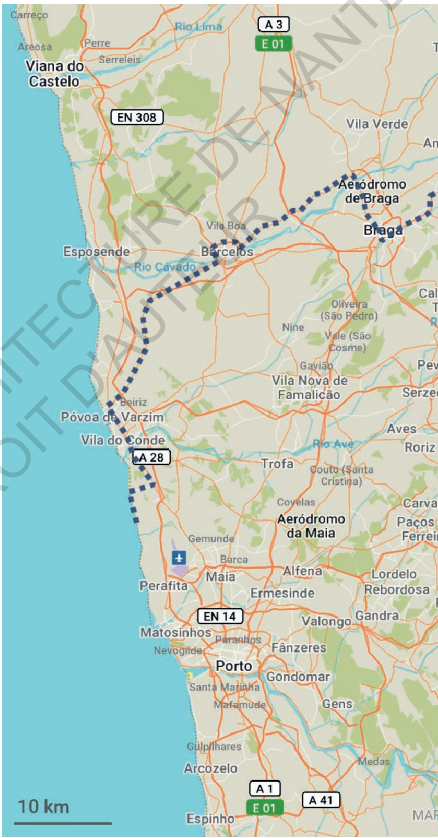 Carreço
Rio Lima
A 3
E 01
Areosa
Perre
Serreleis
Viana do
Castelo
EN 308
Vila Verde
Aeródromo
de Braga
Vila Boa
Braga
Esposende
Barcelos
Rio Cávado
Oliveira
(São Pedro)
Nine
Vale (São
Cosme)
Gavião
Vila Nova de
Famalicão
Beiriz
Póvoa de Varzim
Vila do Conde
Aves
Rio Ave
Roriz
A 28
Trofa
Couto (Santa
Cristina)
Covelas
Aeródromo
da Maia
Gemunde
Barca
Alfena
Lordelo
Perafita
Maia
Rebordosa
Ermesinde
EN 14
Valongo
Gandra
Matosinhos
Paranhos
Nevogilde
Fânzeres
Porto
Gondomar
Santa Marinha
Mafamude
Gens
Gulpilhares
Medas
Arcozelo
A 1
E 01
A 41
10 km
Espinho